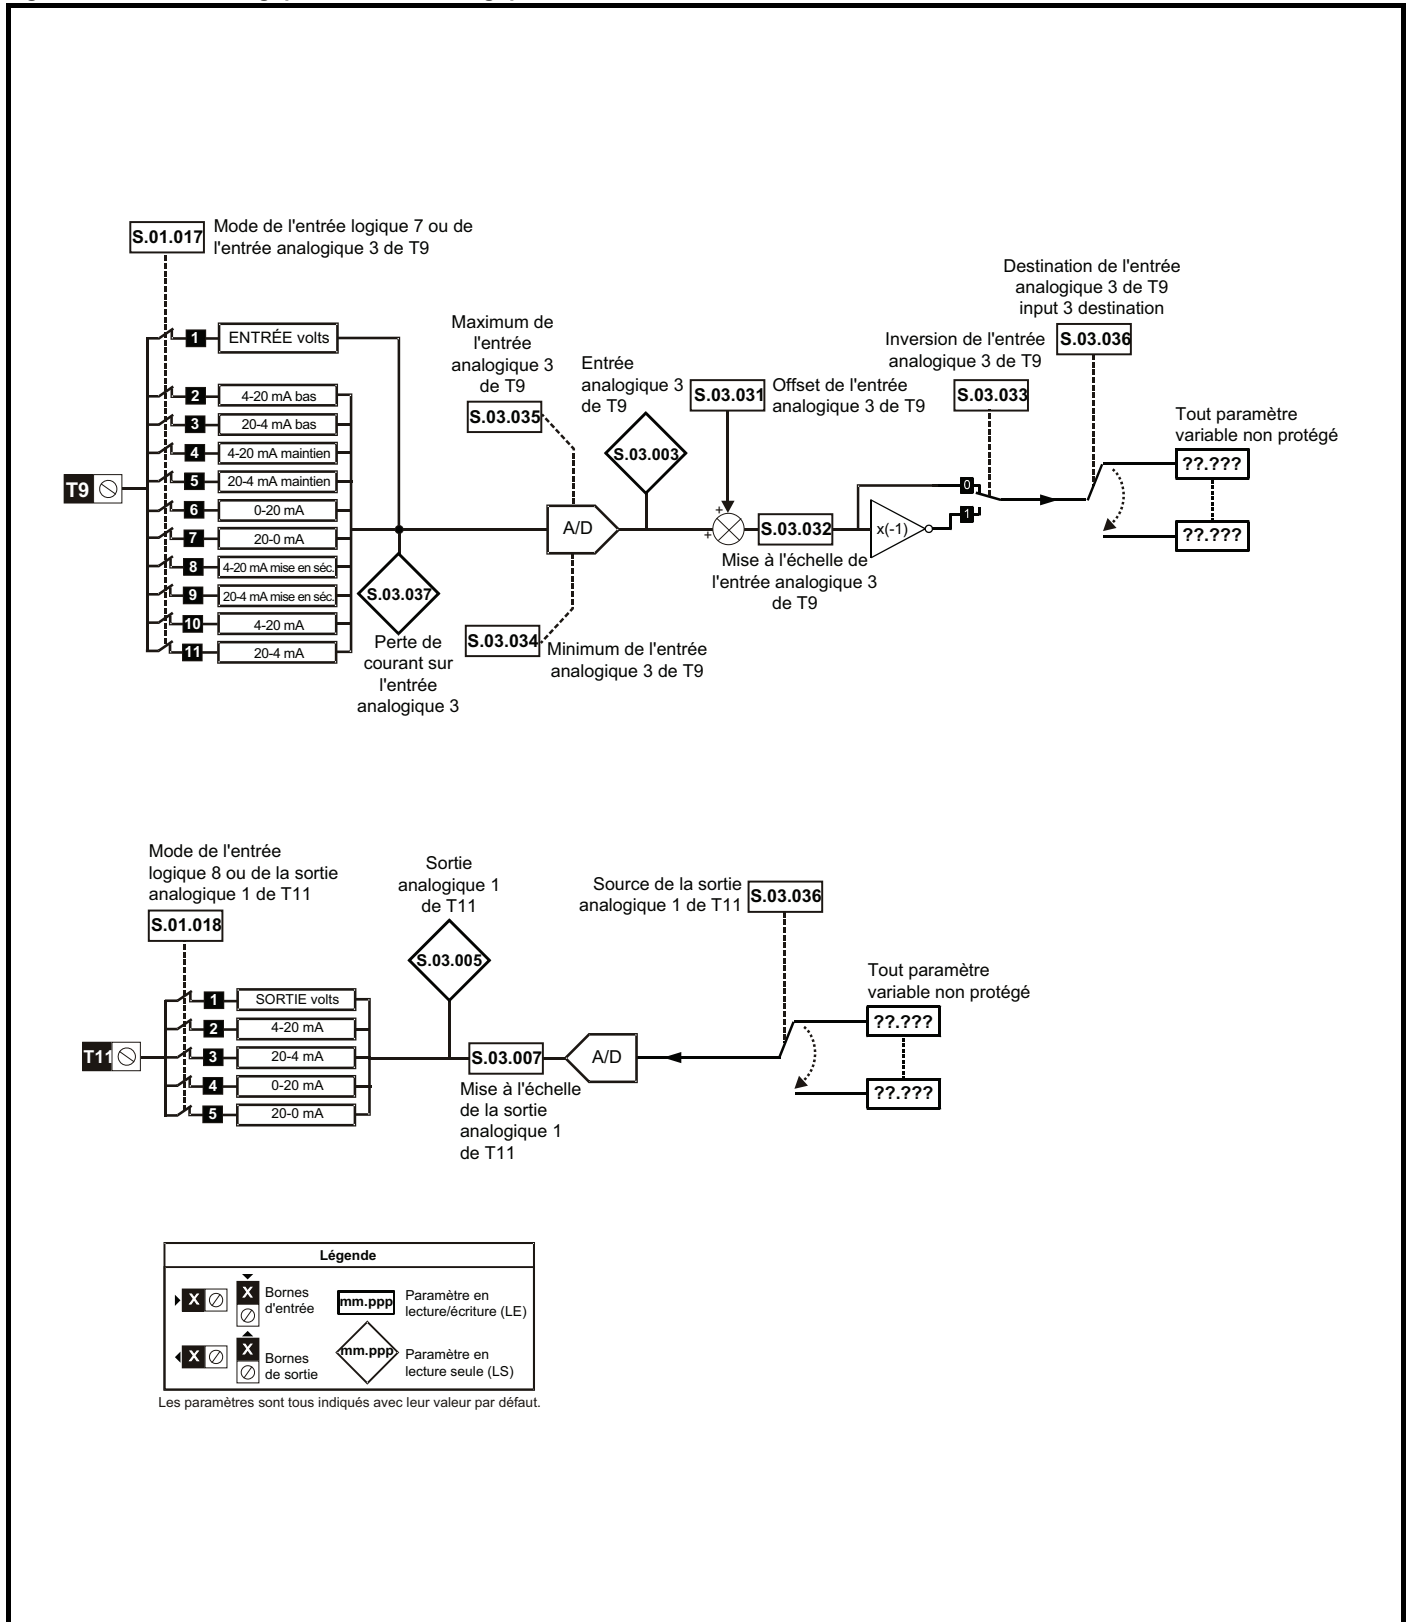 S.01.017
Mode de l'entrée logique 7 ou de
l'entrée analogique 3 de T9
T9
1 ENTRÉE volts
2 4-20 mA bas
3 20-4 mA bas
4 4-20 mA maintien
5 20-4 mA maintien
6 0-20 mA
7 20-0 mA
8 4-20 mA mise en séc.
9 20-4 mA mise en séc.
10 4-20 mA
11 20-4 mA
S.03.037
Perte de
courant sur
l'entrée
analogique 3
Maximum de
l'entrée
analogique 3
de T9
S.03.035
A/D
S.03.034
Minimum de l'entrée
analogique 3 de T9
Entrée
analogique 3
de T9
S.03.003
S.03.031
Offset de l'entrée
analogique 3 de T9
+
+
S.03.032
Mise à l'échelle de
l'entrée analogique 3
de T9
x(-1)
Inversion de l'entrée
analogique 3 de T9
S.03.033
0
1
Destination de l'entrée
analogique 3 de T9
input 3 destination
S.03.036
Tout paramètre
variable non protégé
??.???
??.???
Mode de l'entrée
logique 8 ou de la sortie
analogique 1 de T11
S.01.018
T11
1 SORTIE volts
2 4-20 mA
3 20-4 mA
4 0-20 mA
5 20-0 mA
Sortie
analogique 1
de T11
S.03.005
S.03.007
Mise à l'échelle
de la sortie
analogique 1
de T11
A/D
Source de la sortie
analogique 1 de T11
S.03.036
Tout paramètre
variable non protégé
??.???
??.???
Légende
X
X
Bornes
d'entrée
mm.ppp
Paramètre en
lecture/écriture (LE)
X
X
Bornes
de sortie
mm.ppp
Paramètre en
lecture seule (LS)
Les paramètres sont tous indiqués avec leur valeur par défaut.